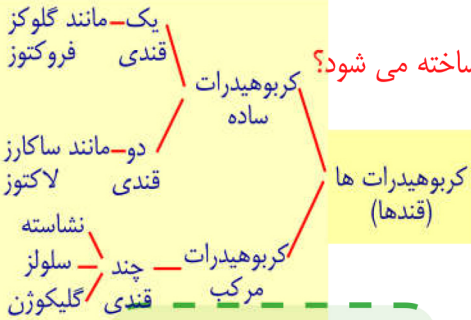 ساخته می شود؟
کربوهیدرات ها
(قندها)
کربوهیدرات
ساده
یک قندی
مانند گلوکز
فروکتوز
دو قندی
مانند ساکارز
لاکتوز
کربوهیدرات
مرکب
چند قندی
نشاسته
سلولز
گلیکوژن